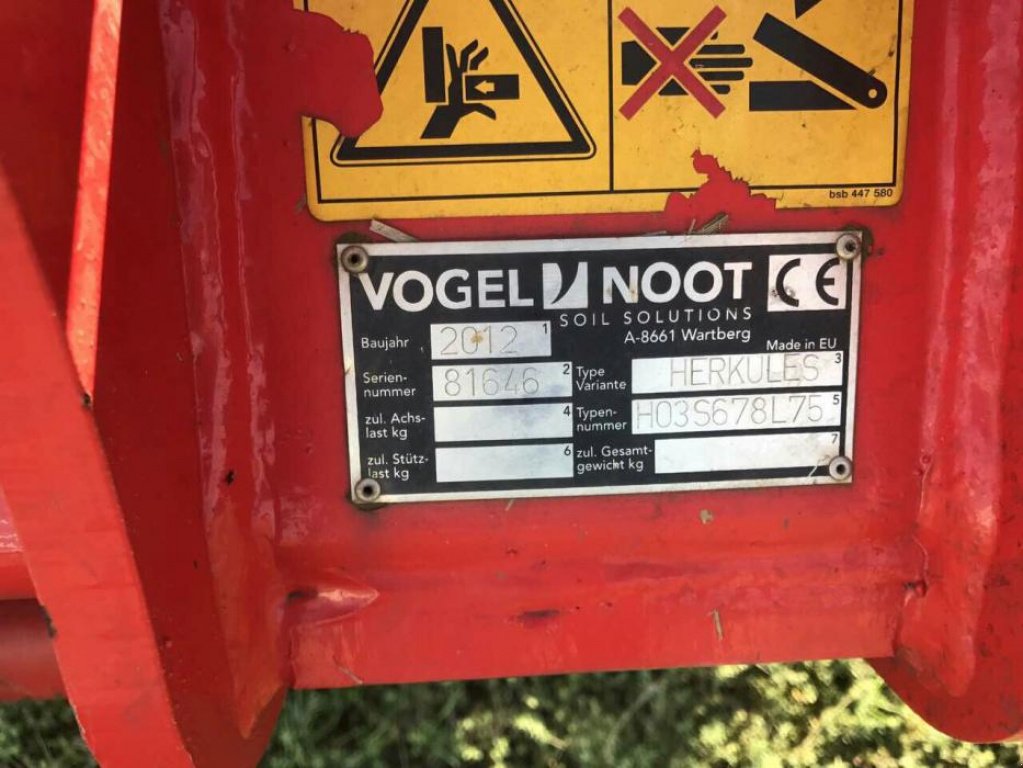 bsb 447 580
VOGEL NOOT CE
SOIL SOLUTIONS
A-8661 Wartberg
Baujahr 2012 1 Made in EU
Serien-
nummer 81646 2 Type
Variante HERKULES 3
zul. Achs-
last kg 4 Typen-
nummer H03S678L75 5
zul. Stütz-
last kg 6 zul. Gesamt-
gewicht kg 7